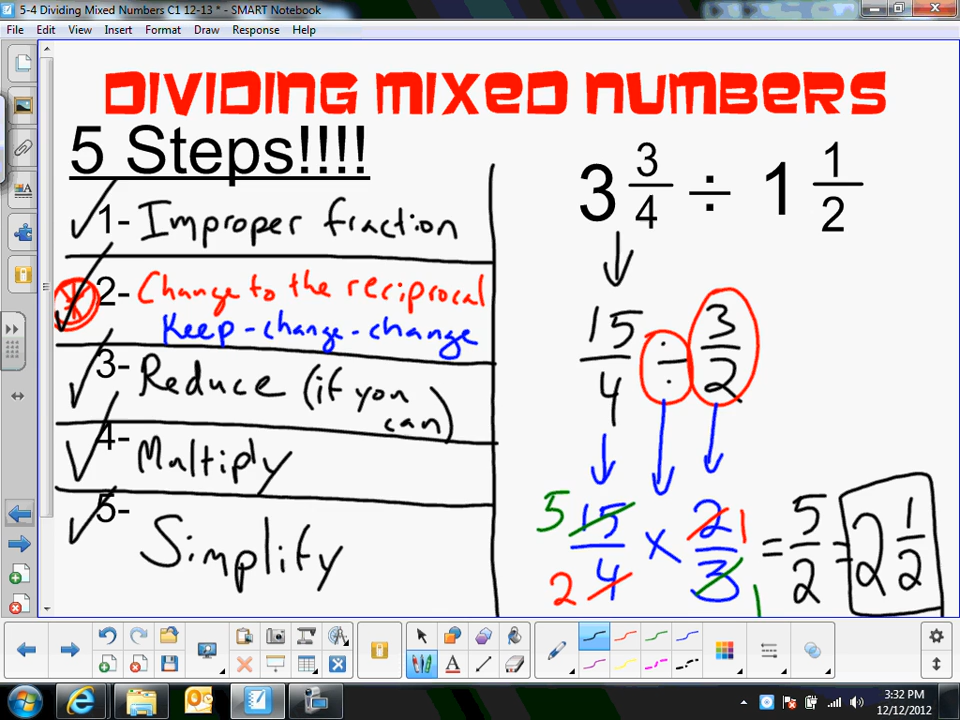 5-4 Dividing Mixed Numbers C1 12-13 * - SMART Notebook
File Edit View Insert Format Draw Response Help
DIVIDING MIXED NUMBERS
5 Steps!!!!
✓1- Improper fraction
✓2- Change to the reciprocal
Keep-change-change
✓3- Reduce (if you can)
✓4- Multiply
✓5- Simplify
3 3/4 ÷ 1 1/2
15/4 ÷ 3/2
5 15/4 2 × 2/3 1 1 = 5/2 = 2 1/2
3:32 PM
12/12/2012